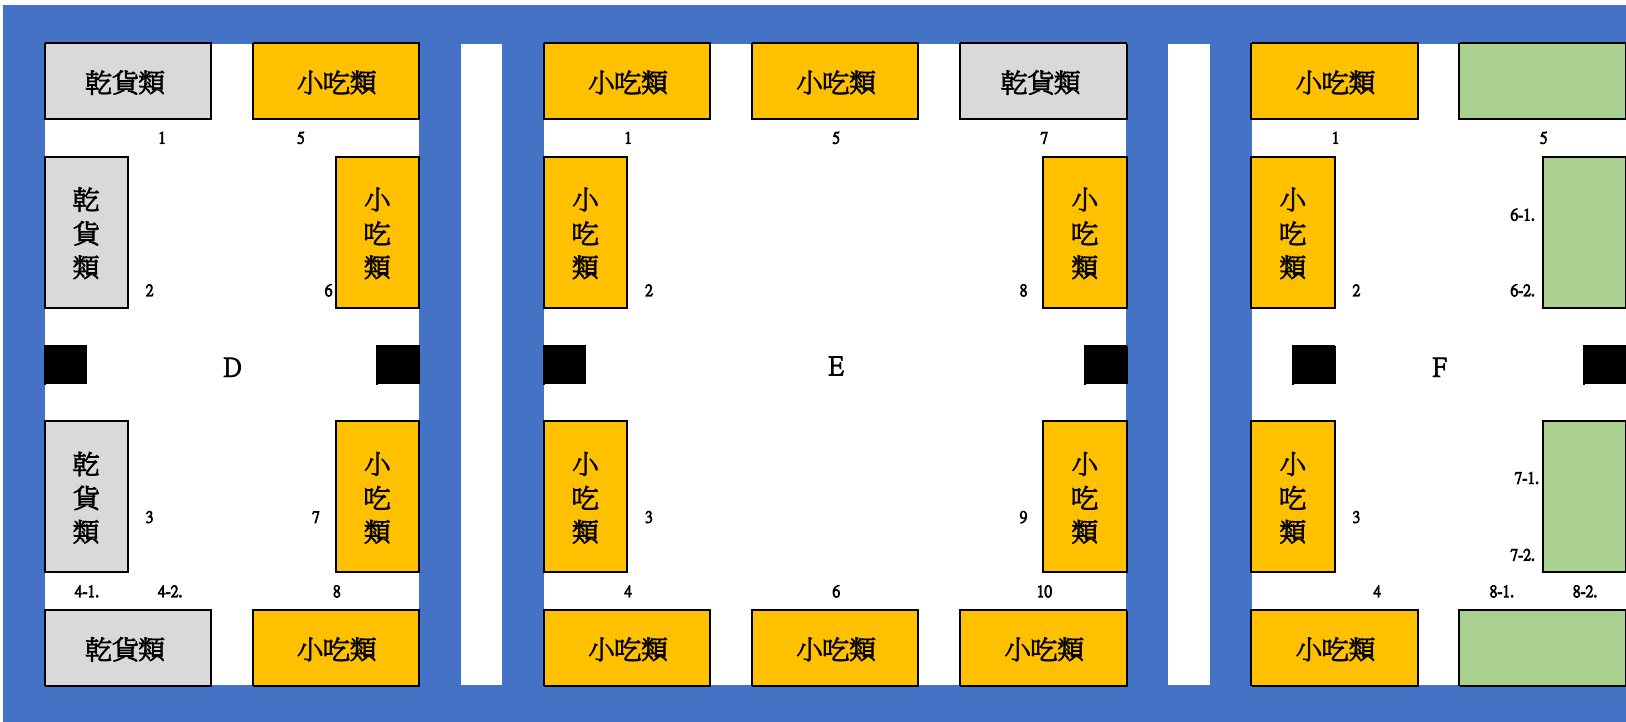 乾貨類 小吃類 小吃類 小吃類 乾貨類 小吃類
1 5 1 5 7 1 5
乾貨類 小吃類 小吃類 小吃類 小吃類
6-1.
2 6 2 8 2 6-2.
D E F
乾貨類 小吃類 小吃類 小吃類 小吃類
7-1.
3 7 3 9 3
7-2.
4-1. 4-2. 8 4 6 10 4 8-1. 8-2.
乾貨類 小吃類 小吃類 小吃類 小吃類 小吃類